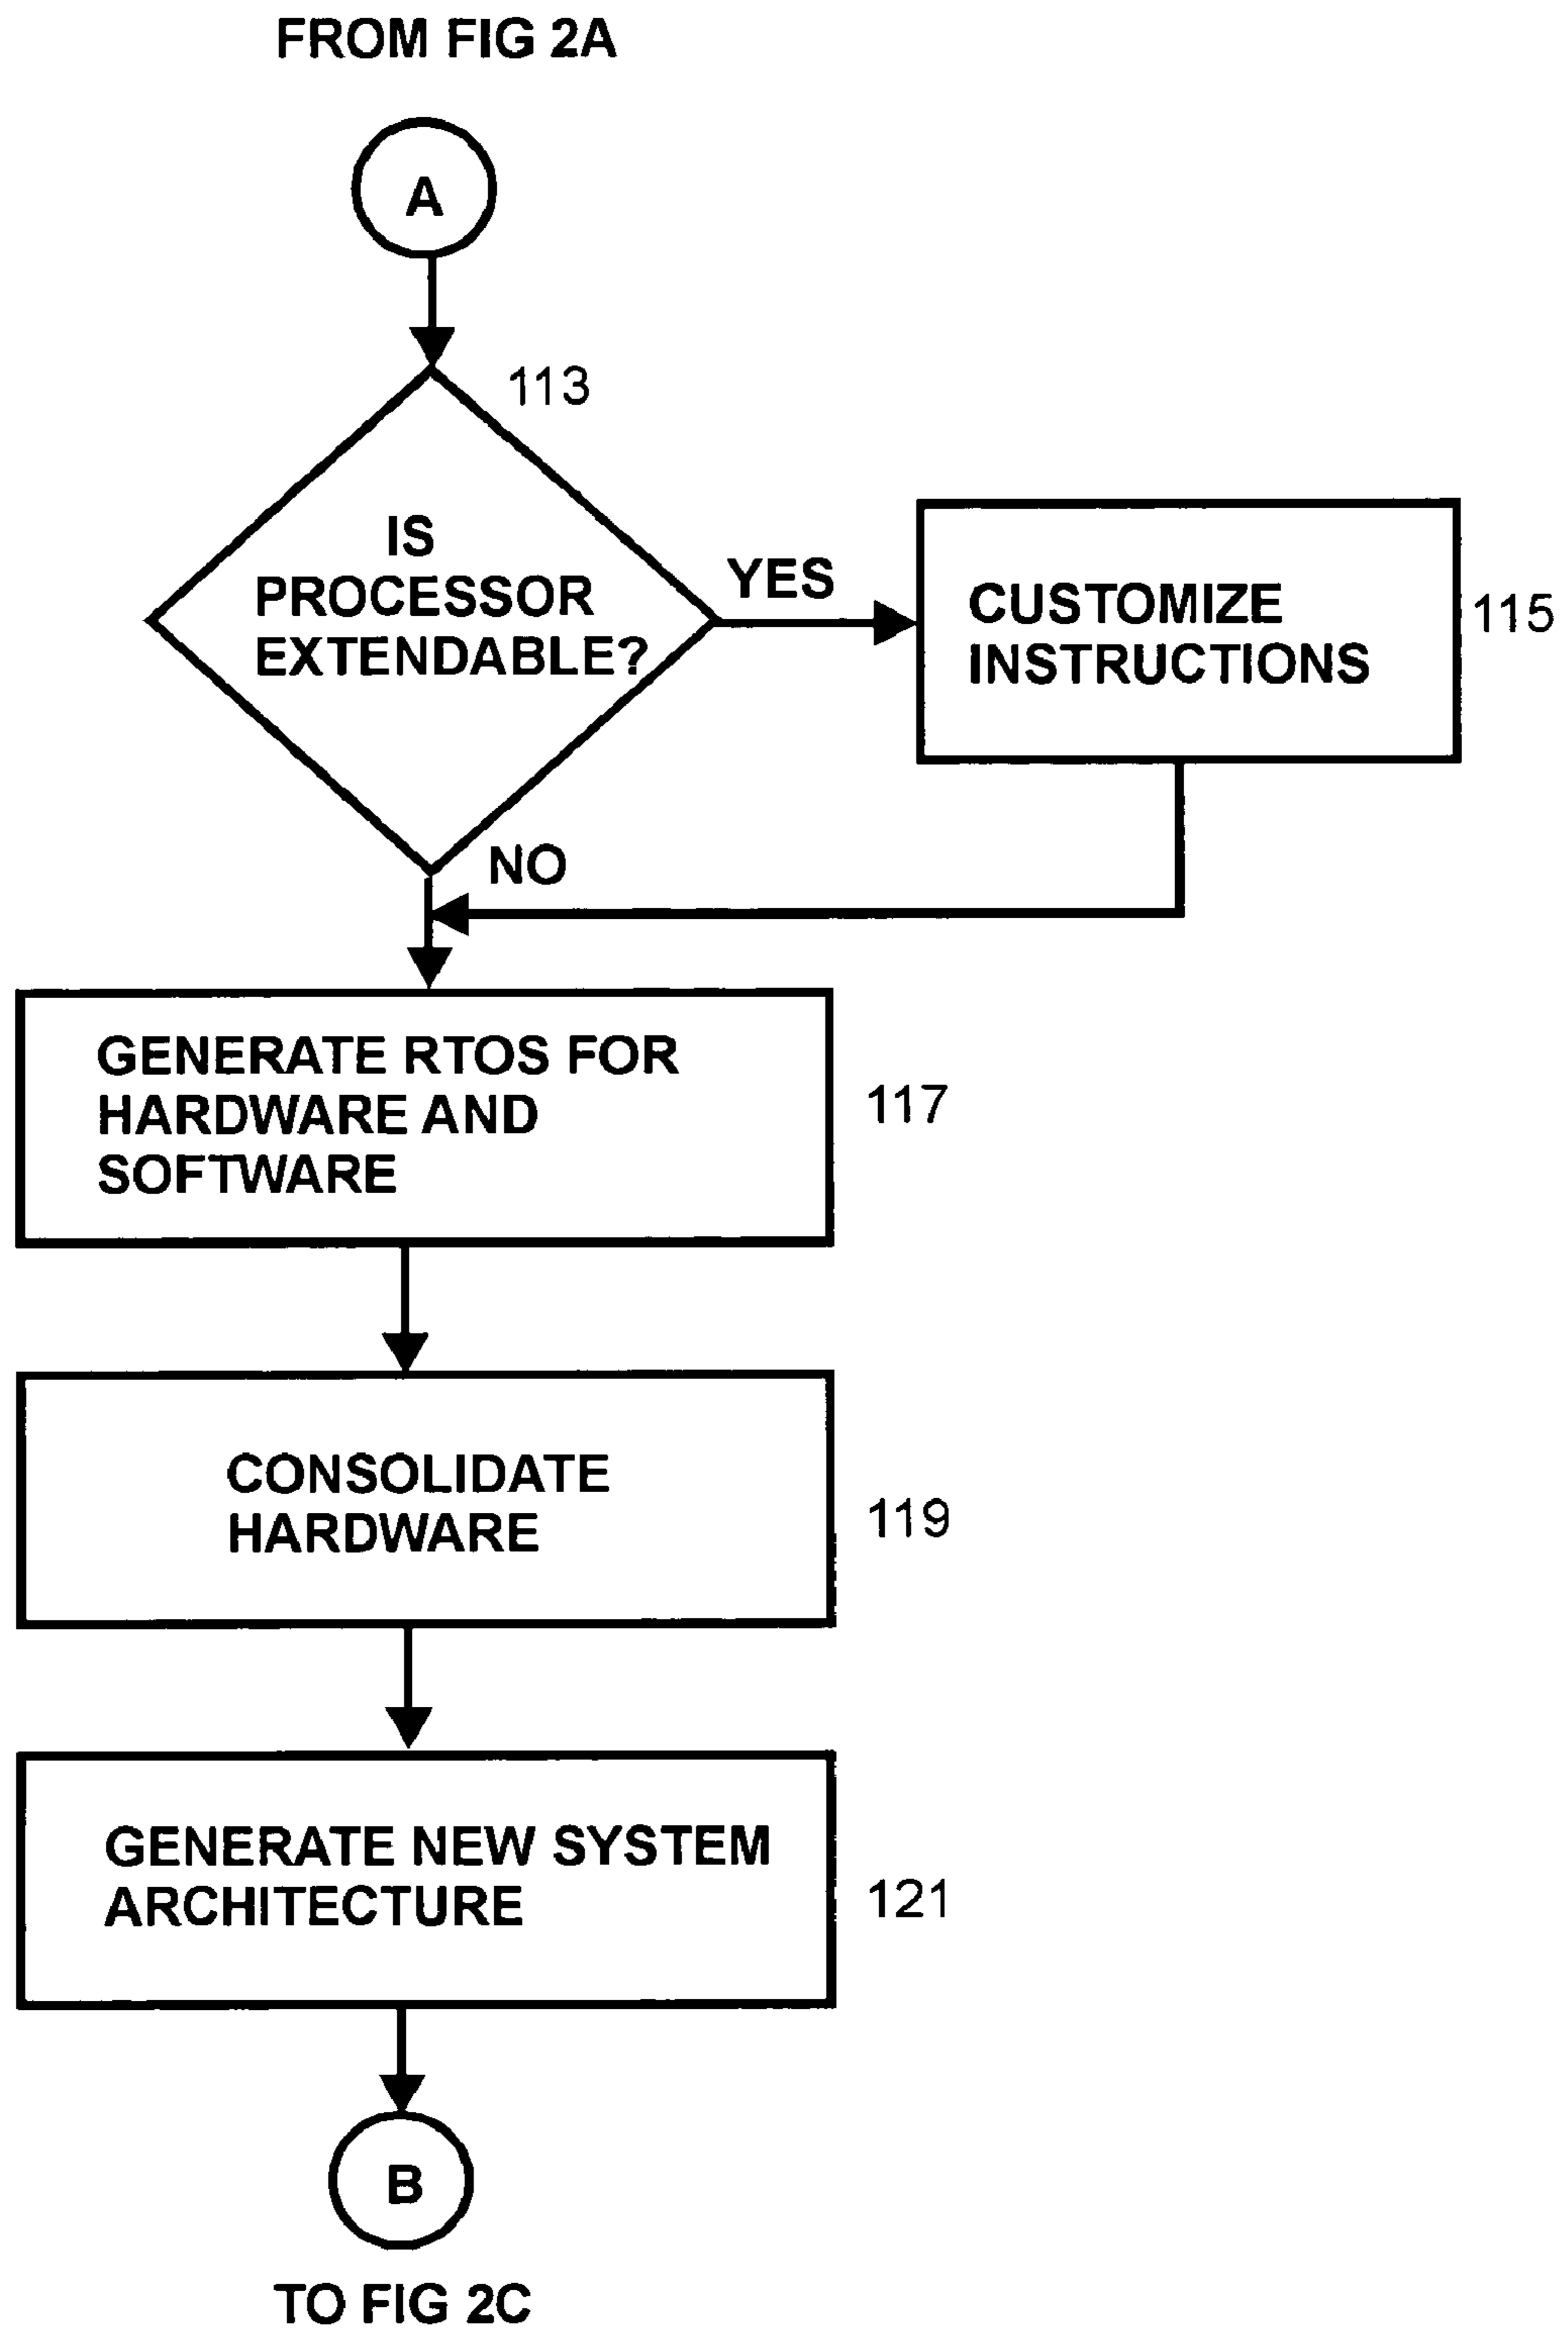 FROM FIG 2A
A
113
IS
PROCESSOR
EXTENDABLE?
YES
CUSTOMIZE
INSTRUCTIONS
115
NO
GENERATE RTOS FOR
HARDWARE AND
SOFTWARE
117
CONSOLIDATE
HARDWARE
119
GENERATE NEW SYSTEM
ARCHITECTURE
121
B
TO FIG 2C